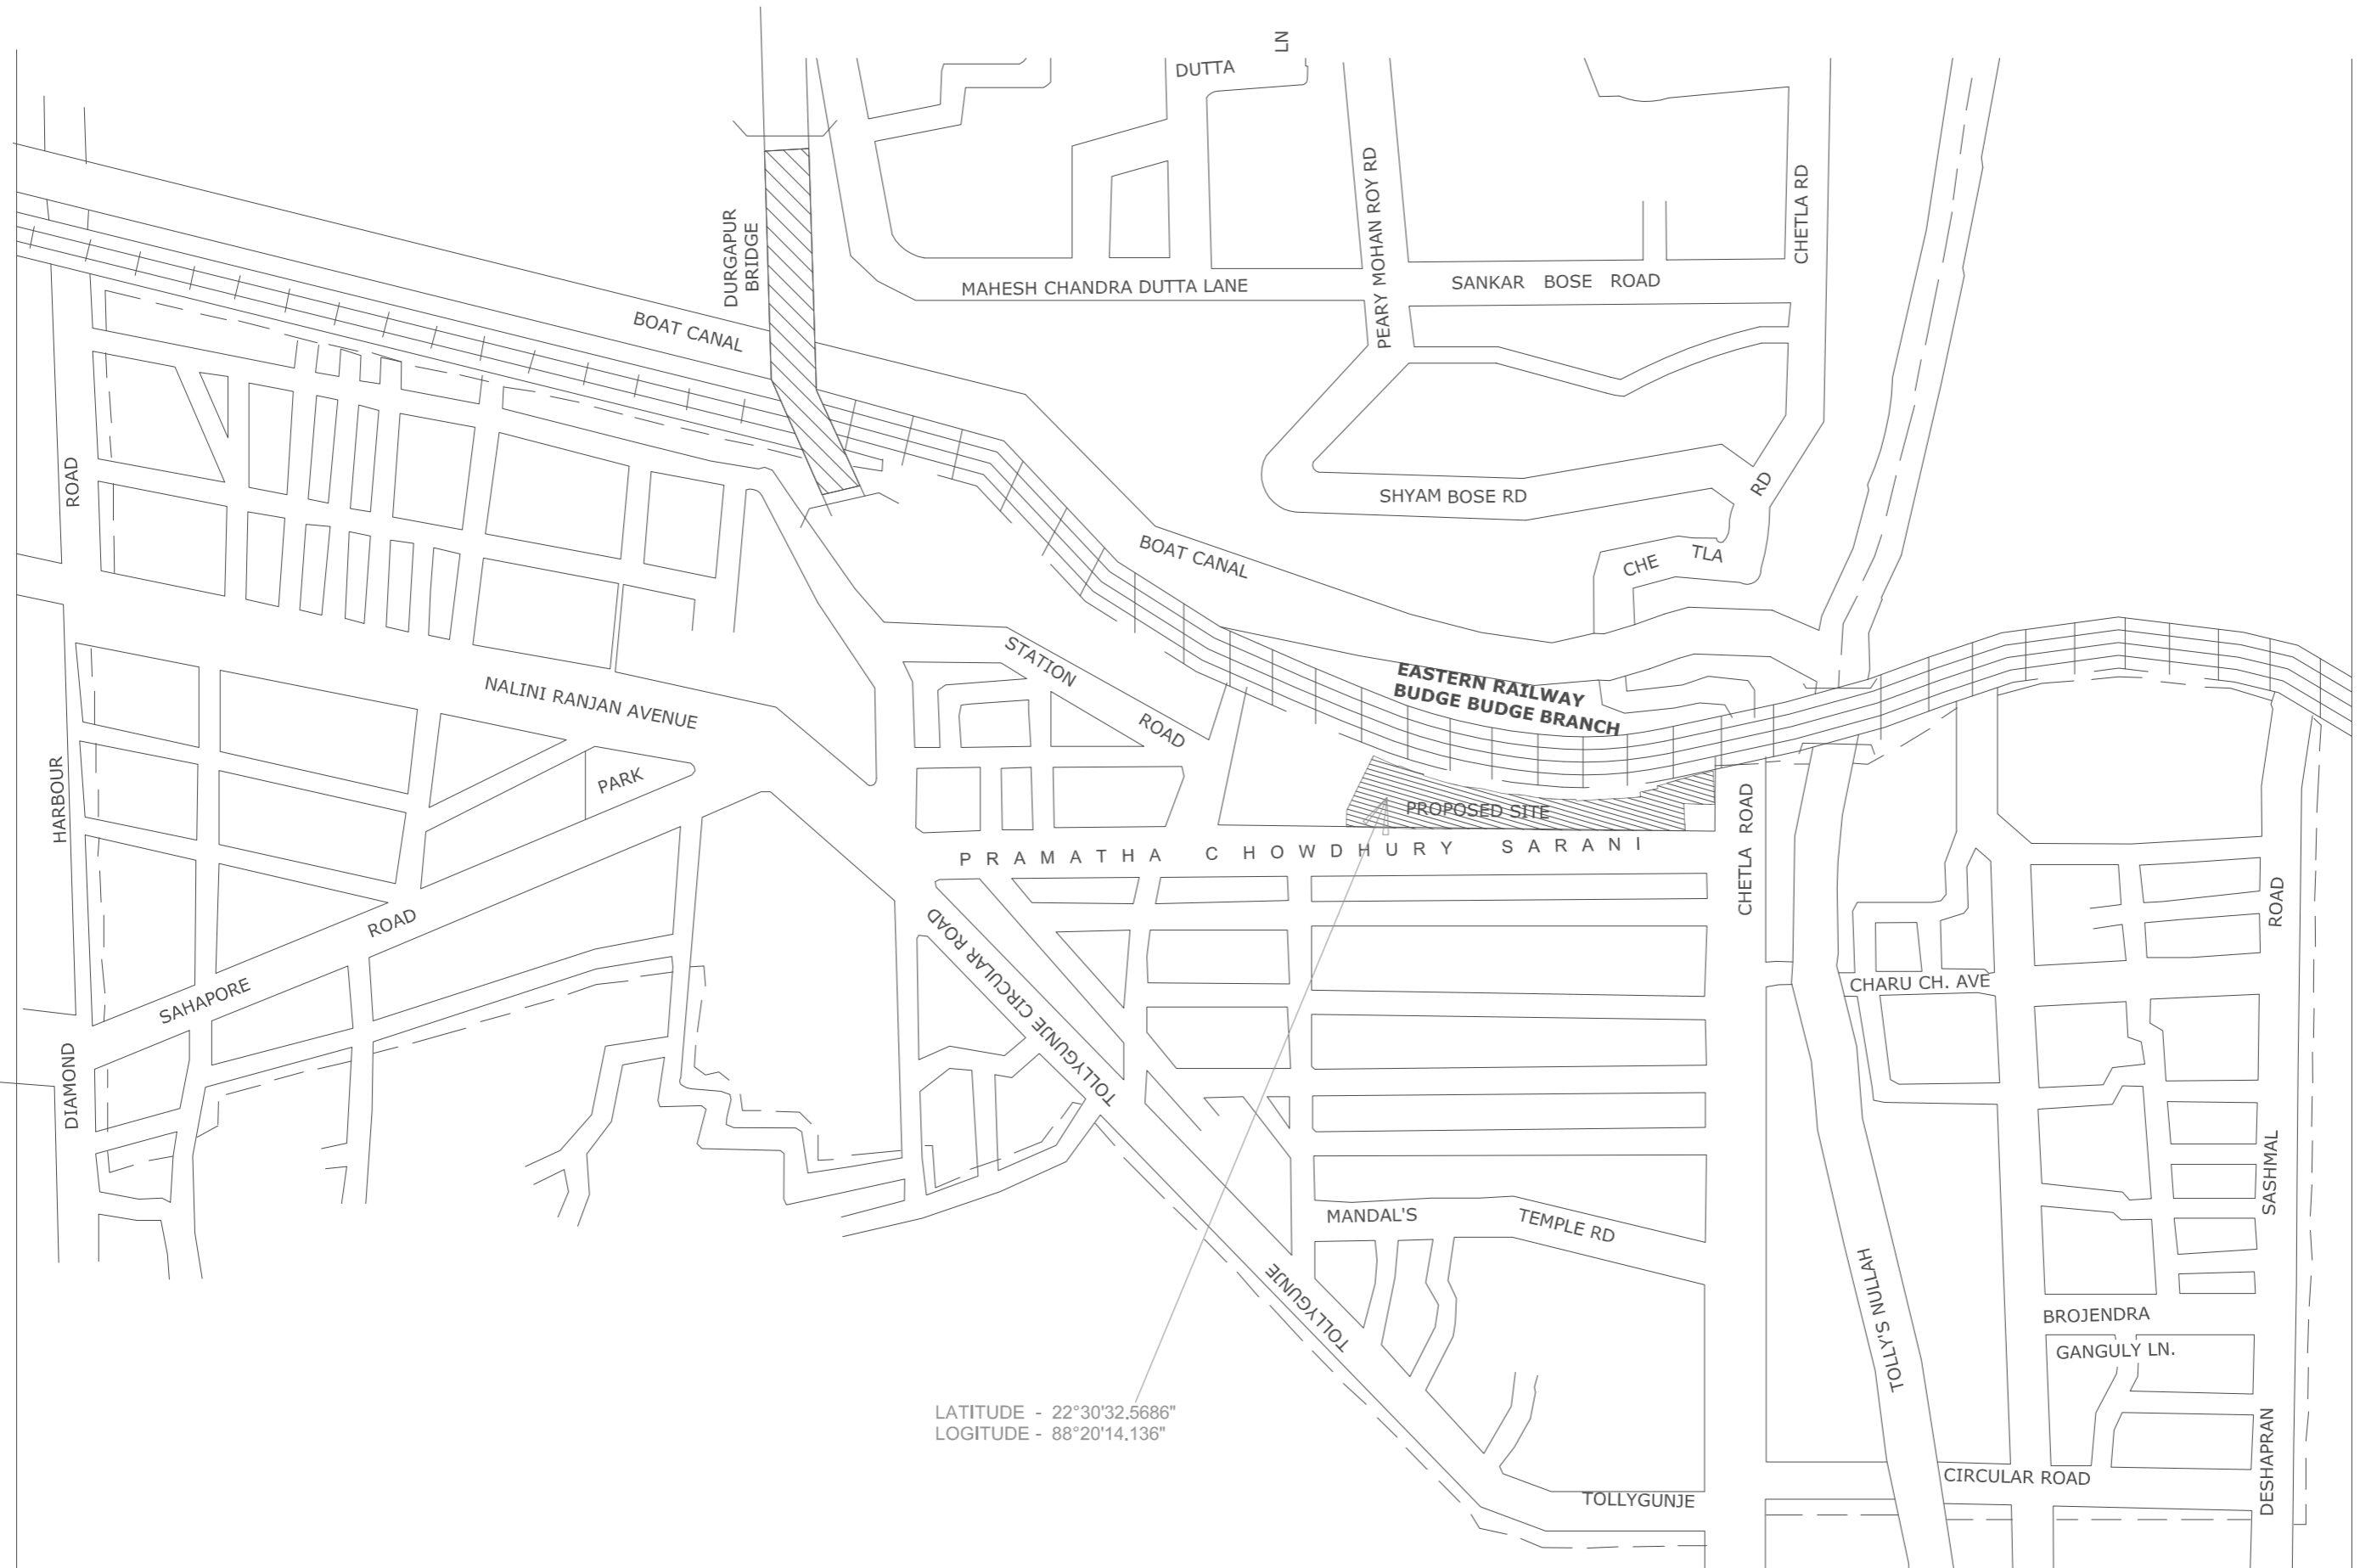 LN
DUTTA
PEARY MOHAN ROY RD
CHETLA RD
DURGAPUR
BRIDGE
MAHESH CHANDRA DUTTA LANE
SANKAR BOSE ROAD
BOAT CANAL
ROAD
SHYAM BOSE RD
RD
BOAT CANAL
CHE TLA
STATION
ROAD
EASTERN RAILWAY
BUDGE BUDGE BRANCH
NALINI RANJAN AVENUE
PARK
HARBOUR
PROPOSED SITE
CHETLA ROAD
PRAMATHA CHOWDHURY SARANI
ROAD
ROAD
TOLLYGUNJE CIRCULAR ROAD
SAHAPORE
CHARU CH. AVE
DIAMOND
SASHMAL
MANDAL'S
TEMPLE RD
TOLLYGUNJE
TOLLY'S NULLAH
BROJENDRA
GANGULY LN.
LATITUDE - 22°30'32.5686"
LOGITUDE - 88°20'14.136"
DESHAPRAN
CIRCULAR ROAD
TOLLYGUNJE